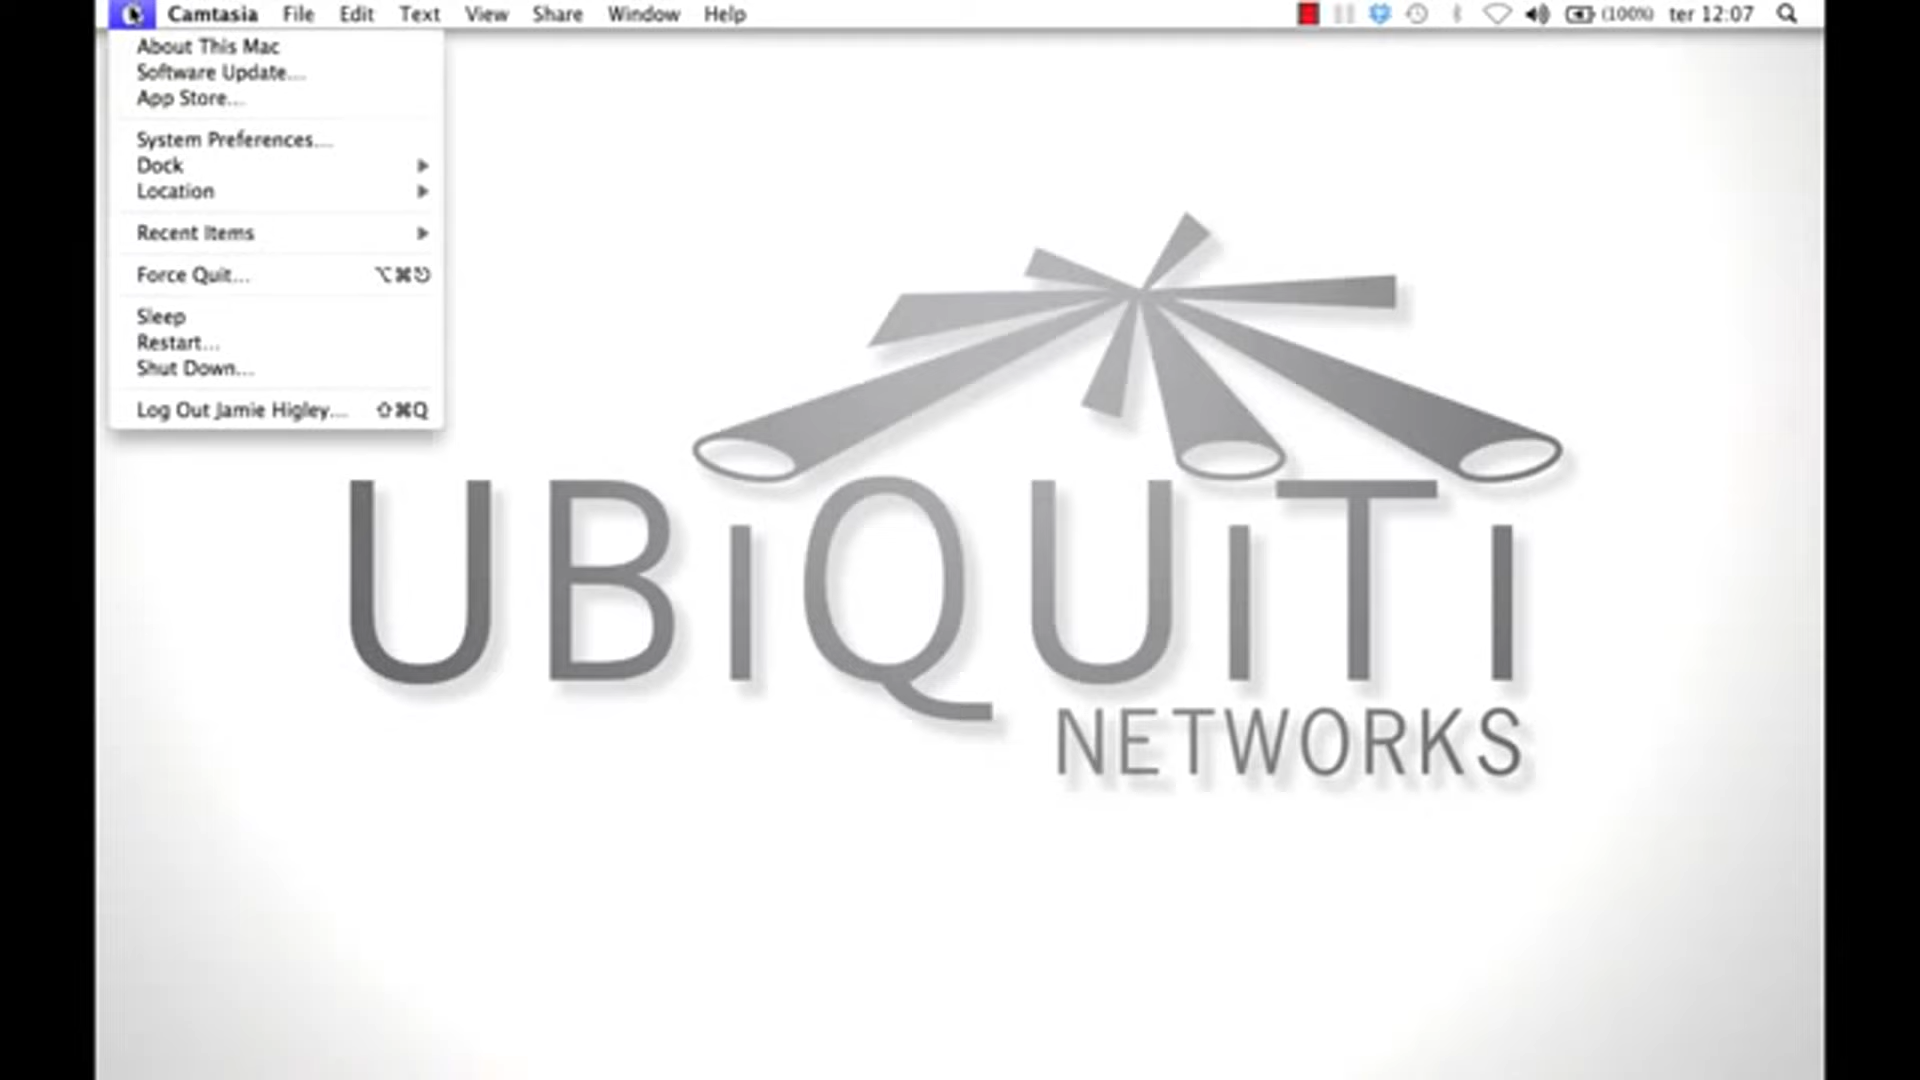 Camtasia File Edit Text View Share Window Help (100%) ter 12:07
About This Mac
Software Update...
App Store...
System Preferences...
Dock
Location
Recent Items
Force Quit... ⌥⌘⎋
Sleep
Restart...
Shut Down...
Log Out Jamie Higley... ⇧⌘Q
UBiQUiTi
NETWORKS